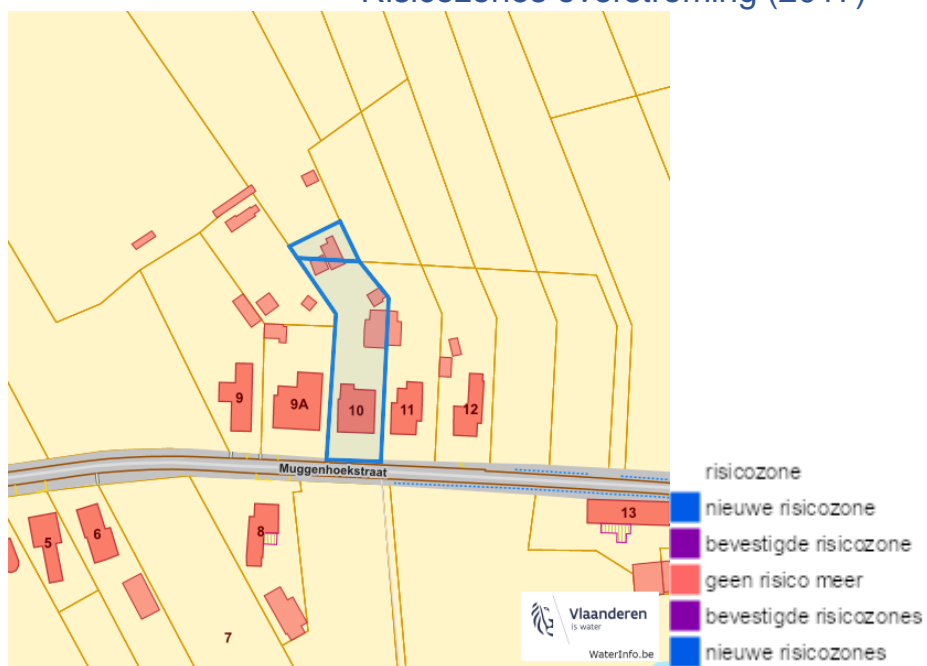 9
9A
10
11
12
Muggenhoekstraat
5
6
8
13
7
Vlaanderen
is water
WaterInfo.be
risicozone
nieuwe risicozone
bevestigde risicozone
geen risico meer
bevestigde risicozones
nieuwe risicozones